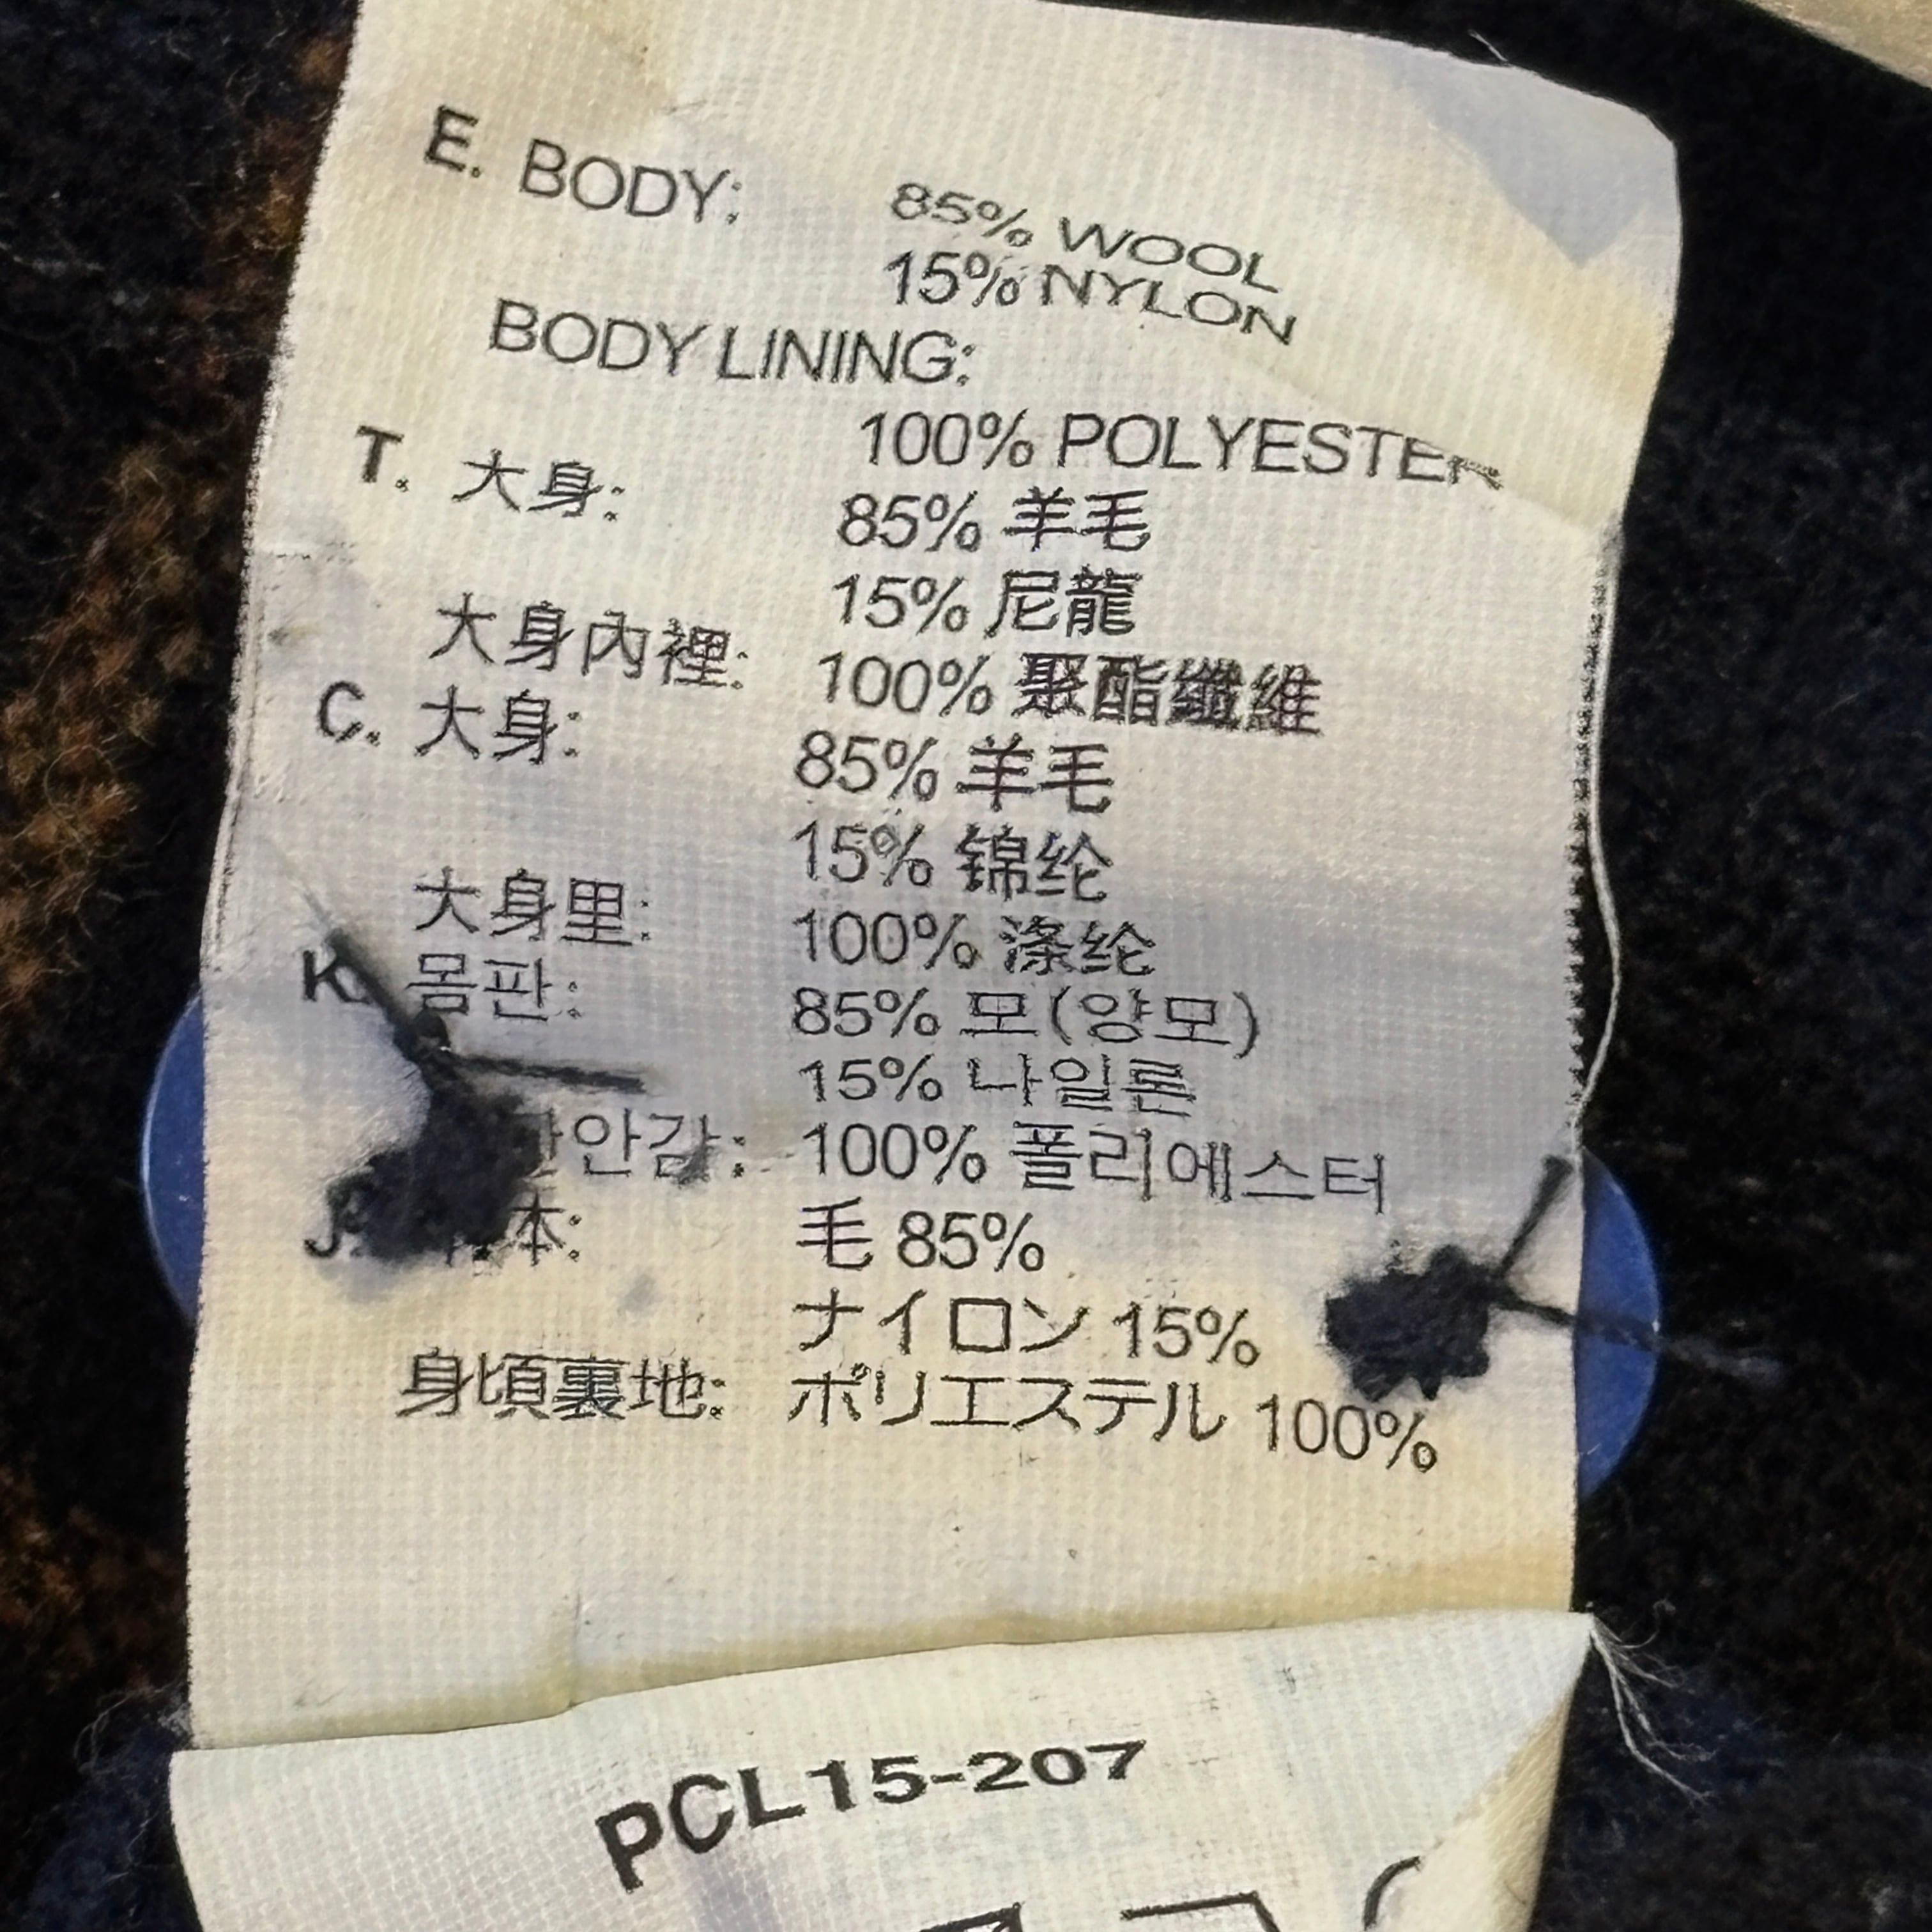 E. BODY: 85% WOOL
15% NYLON
BODY LINING:
100% POLYESTER
T. 大身: 85% 羊毛
15% 尼龍
大身內裡: 100% 聚酯纖維
C. 大身: 85% 羊毛
15% 锦纶
大身里: 100% 涤纶
K. 몸판: 85% 모(양모)
15% 나일론
100% 폴리에스터
J. 毛 85%
ナイロン 15%
身頃裏地: ポリエステル 100%
PCL15-207